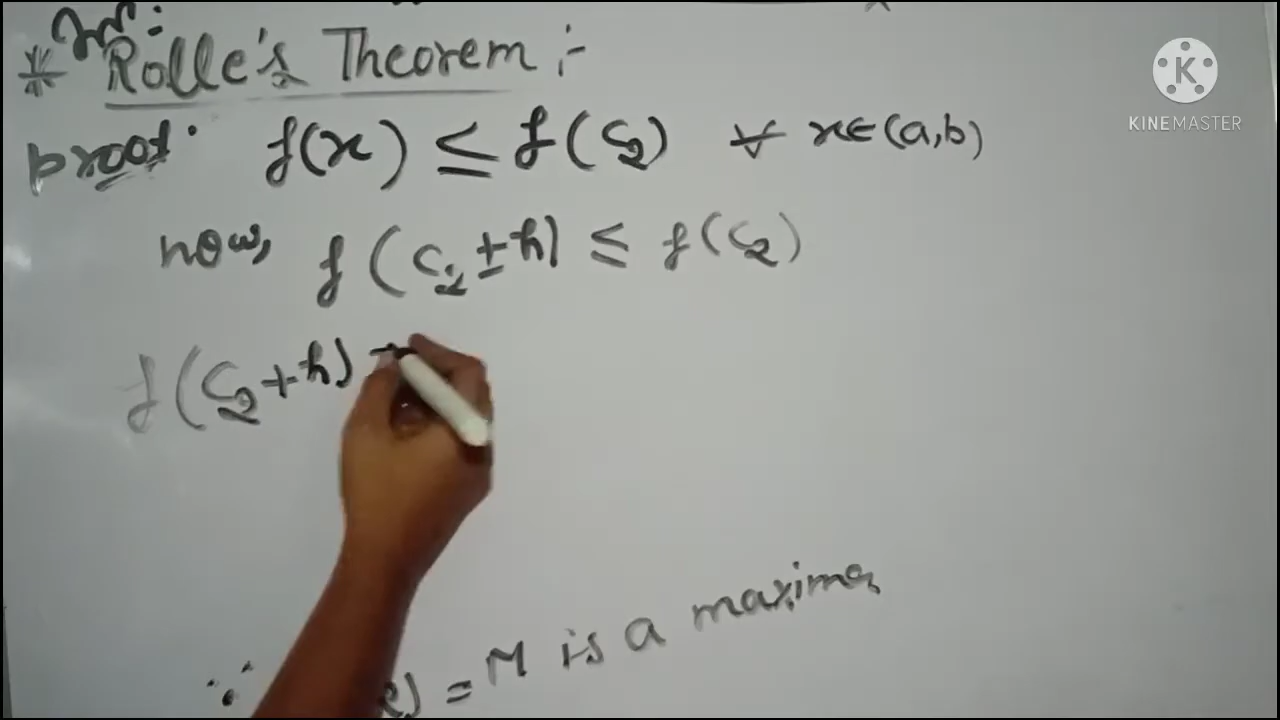 * Rolle's Theorem :-
KINEMASTER
proof. f(x) ≤ f(c₂) ∀ x∈(a,b)
now, f(c₂±h) ≤ f(c₂)
f(c₂+h) -
∵ = M is a maxima